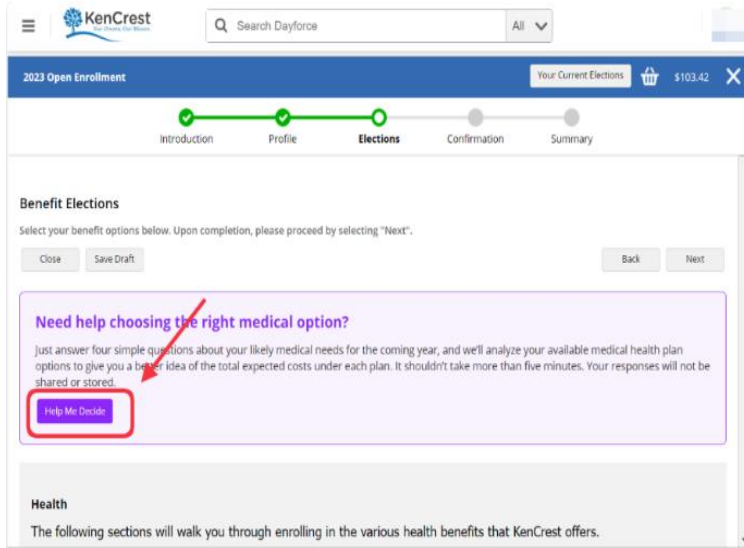 KenCrest
Search Dayforce
All
2023 Open Enrollment
Your Current Elections
$103.42
Introduction
Profile
Elections
Confirmation
Summary
Benefit Elections
Select your benefit options below. Upon completion, please proceed by selecting "Next".
Close
Save Draft
Back
Next
Need help choosing the right medical option?
Just answer four simple questions about your likely medical needs for the coming year, and we'll analyze your available medical health plan
options to give you a better idea of the total expected costs under each plan. It shouldn't take more than five minutes. Your responses will not be
shared or stored.
Help Me Decide
Health
The following sections will walk you through enrolling in the various health benefits that KenCrest offers.